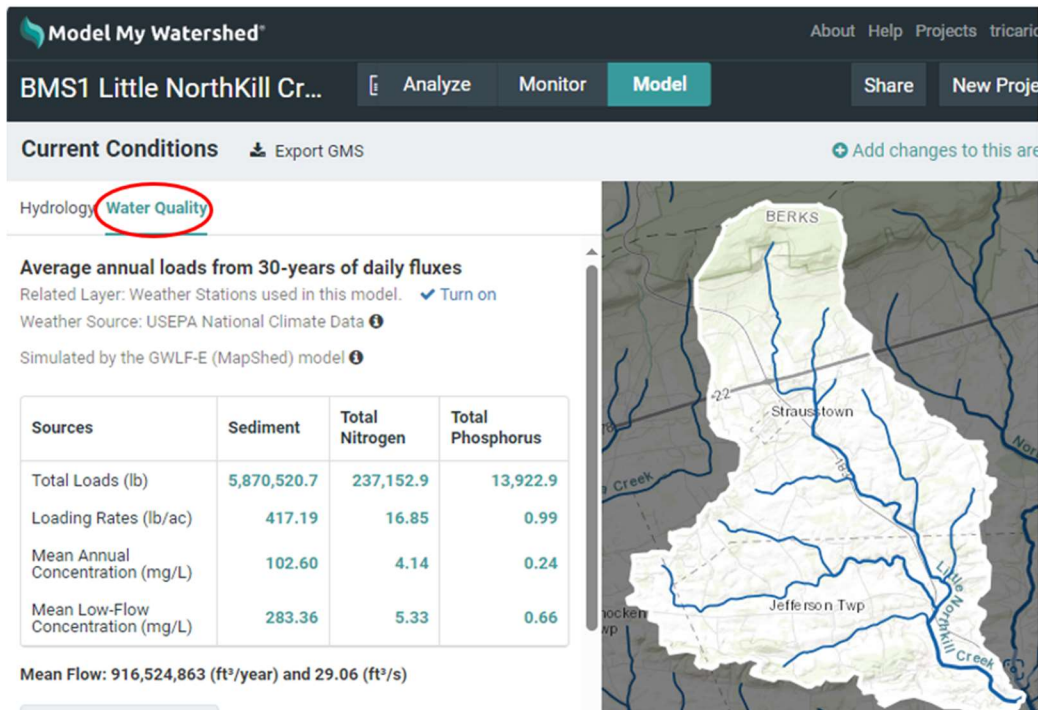 Model My Watershed®
About Help Projects
BMS1 Little NorthKill Cr...
Analyze Monitor Model
Share
Current Conditions
Export GMS
Add changes to this
Hydrology Water Quality
Average annual loads from 30-years of daily fluxes
Related Layer: Weather Stations used in this model. Turn on
Weather Source: USEPA National Climate Data
Simulated by the GWLF-E (MapShed) model
Sources Sediment Total Nitrogen Total Phosphorus
Total Loads (lb) 5,870,520.7 237,152.9 13,922.9
Loading Rates (lb/ac) 417.19 16.85 0.99
Mean Annual Concentration (mg/L) 102.60 4.14 0.24
Mean Low-Flow Concentration (mg/L) 283.36 5.33 0.66
Mean Flow: 916,524,863 (ft³/year) and 29.06 (ft³/s)
BERKS
22
Strausstown
183
Creek
Jefferson Twp
Little Northkill Creek